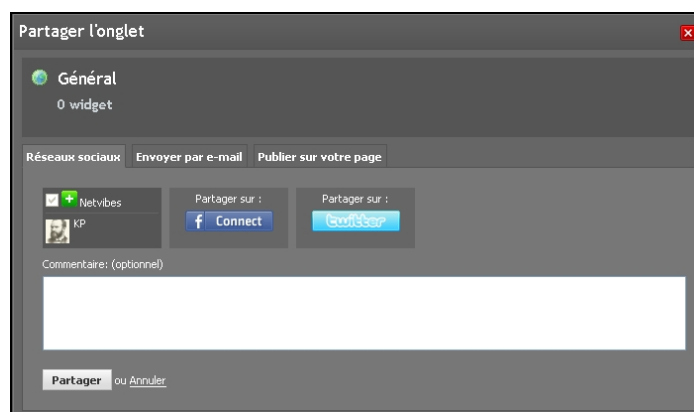 Partager l'onglet
Général
0 widget
Réseaux sociaux Envoyer par e-mail Publier sur votre page
Netvibes
KP
Partager sur :
f Connect
Partager sur :
twitter
Commentaire: (optionnel)
Partager ou Annuler